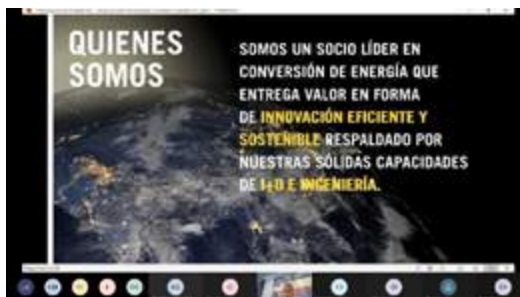 QUIENES
SOMOS
SOMOS UN SOCIO LÍDER EN
CONVERSIÓN DE ENERGÍA QUE
ENTREGA VALOR EN FORMA
DE INNOVACIÓN EFICIENTE Y
SOSTENIBLE RESPALDADO POR
NUESTRAS SÓLIDAS CAPACIDADES
DE I+D E INGENIERÍA.